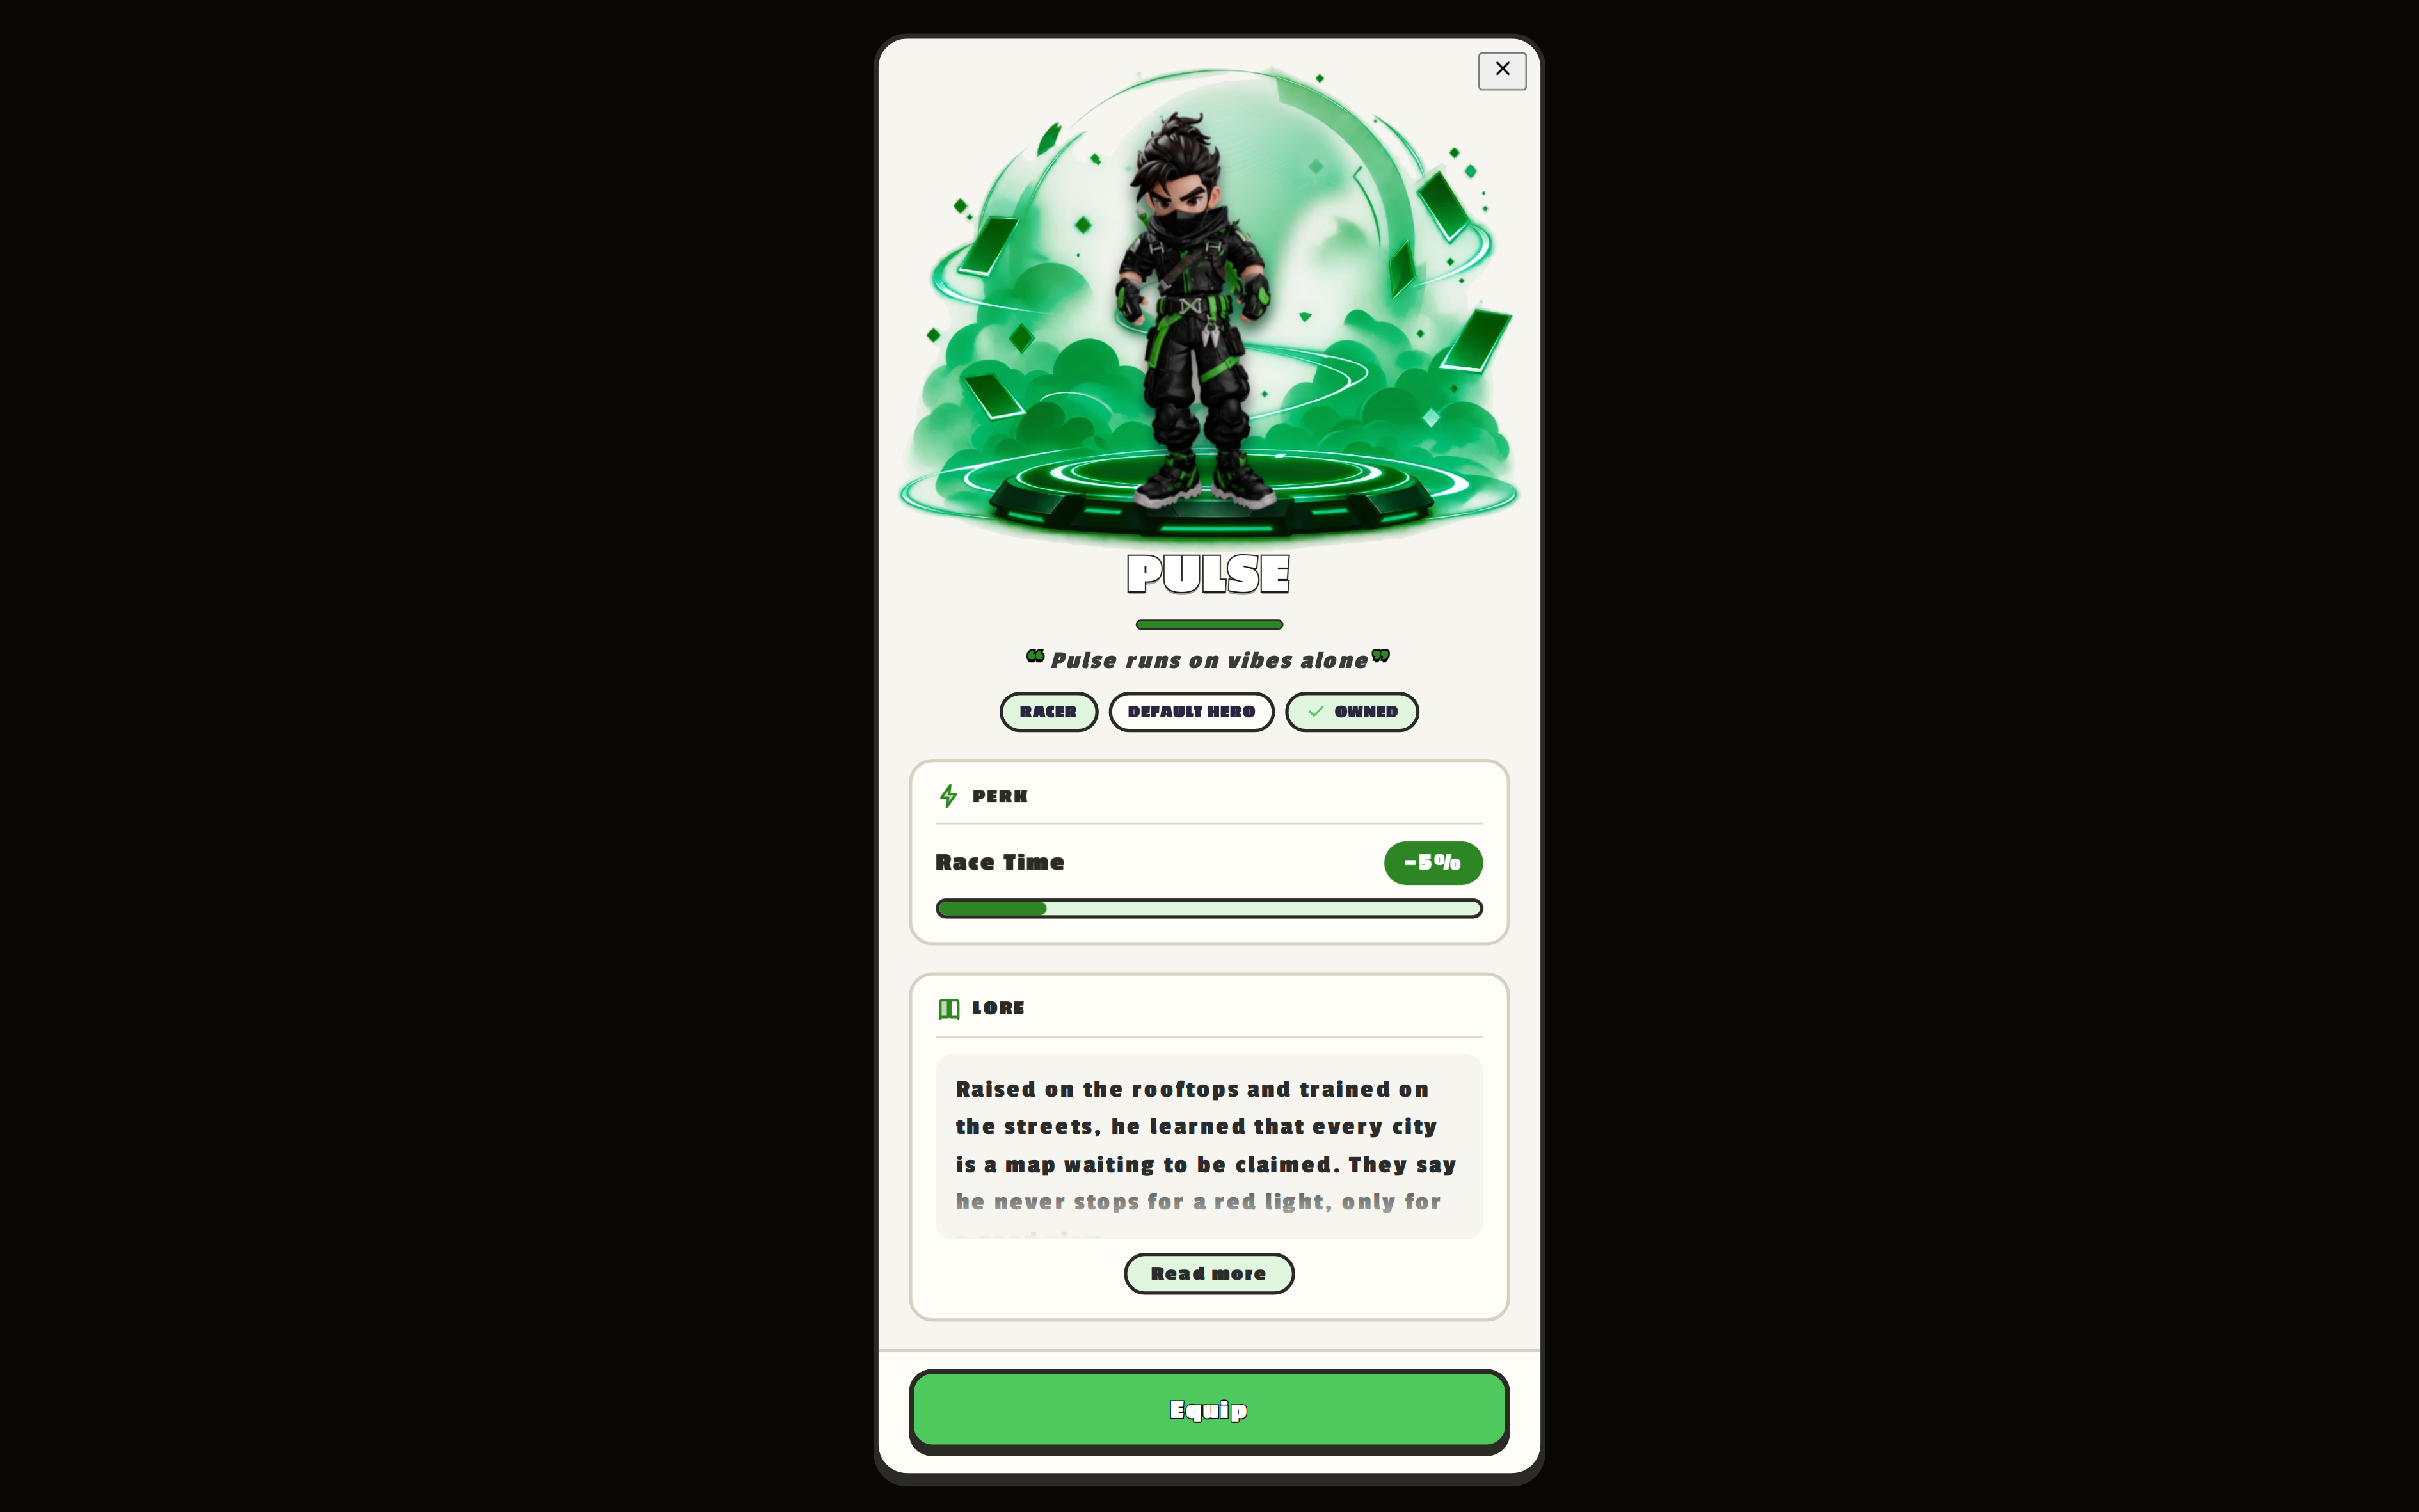 PULSE
❝ Pulse runs on vibes alone ❞
RACER
DEFAULT HERO
OWNED
PERK
Race Time
-5%
LORE
Raised on the rooftops and trained on
the streets, he learned that every city
is a map waiting to be claimed. They say
he never stops for a red light, only for
Read more
Equip